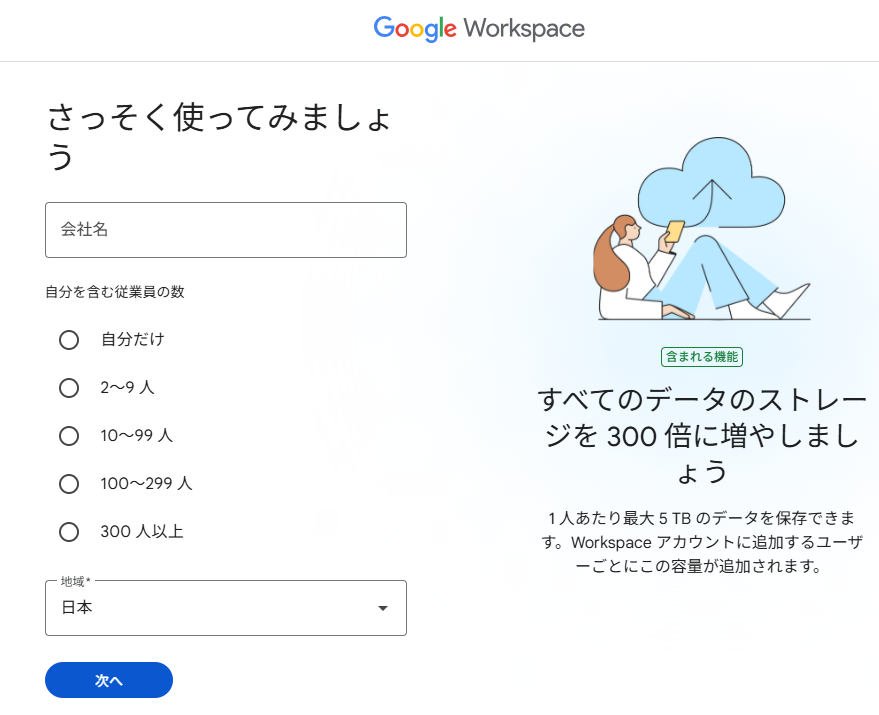 Google Workspace
さっそく使ってみましょ
う
会社名
自分を含む従業員の数
自分だけ
2～9 人
10～99 人
100～299 人
300 人以上
地域*
日本
次へ
含まれる機能
すべてのデータのストレー
ジを 300 倍に増やしまし
ょう
1 人あたり最大 5 TB のデータを保存できま
す。Workspace アカウントに追加するユーザ
ーごとにこの容量が追加されます。